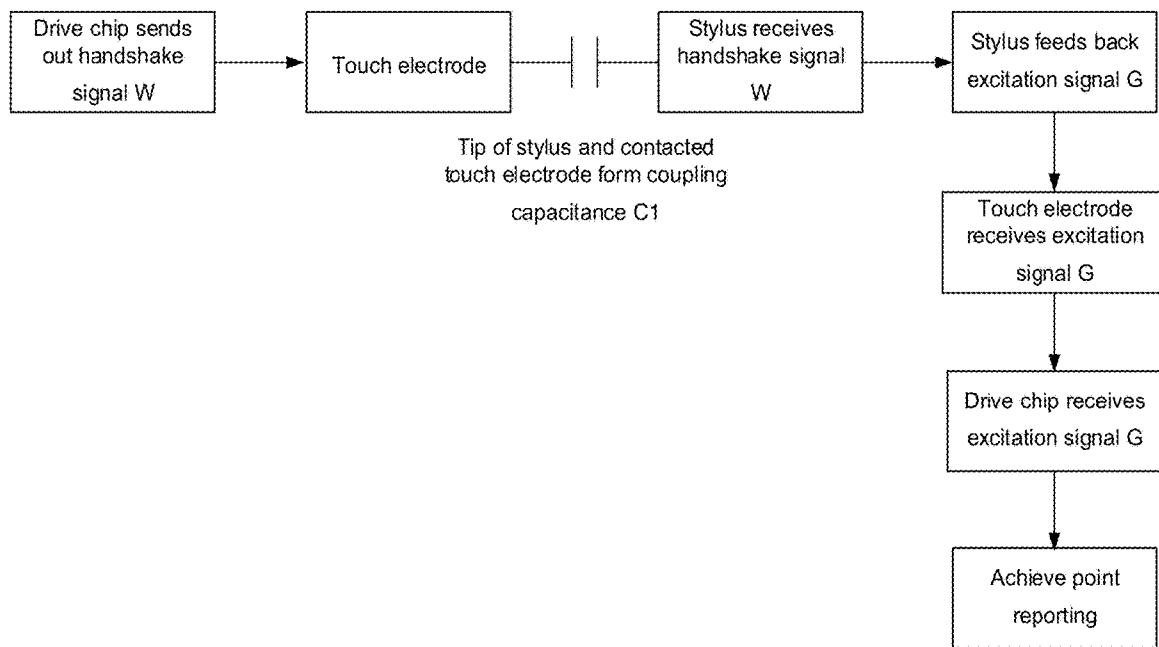 Drive chip sends
out handshake
signal W
Touch electrode
Tip of stylus and contacted
touch electrode form coupling
capacitance C1
Stylus receives
handshake signal
W
Stylus feeds back
excitation signal G
Touch electrode
receives excitation
signal G
Drive chip receives
excitation signal G
Achieve point
reporting